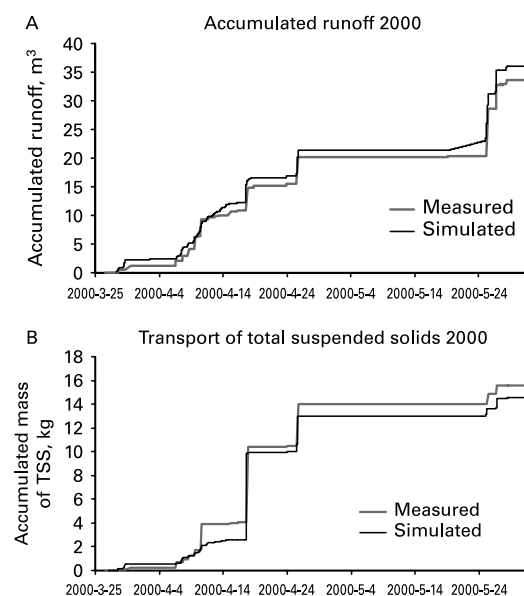 A Accumulated runoff 2000
Accumulated runoff, m³
40
35
30
25
20
15
10
5
0
Measured
Simulated
2000-3-25 2000-4-4 2000-4-14 2000-4-24 2000-5-4 2000-5-14 2000-5-24
B Transport of total suspended solids 2000
Accumulated mass
of TSS, kg
18
16
14
12
10
8
6
4
2
0
Measured
Simulated
2000-3-25 2000-4-4 2000-4-14 2000-4-24 2000-5-4 2000-5-14 2000-5-24